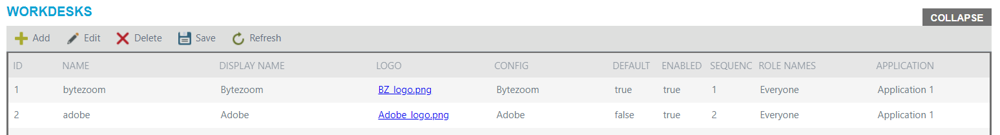 WORKDESKS
COLLAPSE
Add Edit Delete Save Refresh
ID NAME DISPLAY NAME LOGO CONFIG DEFAULT ENABLED SEQUENC ROLE NAMES APPLICATION
1 bytezoom Bytezoom BZ_logo.png Bytezoom true true 1 Everyone Application 1
2 adobe Adobe Adobe_logo.png Adobe false true 2 Everyone Application 1